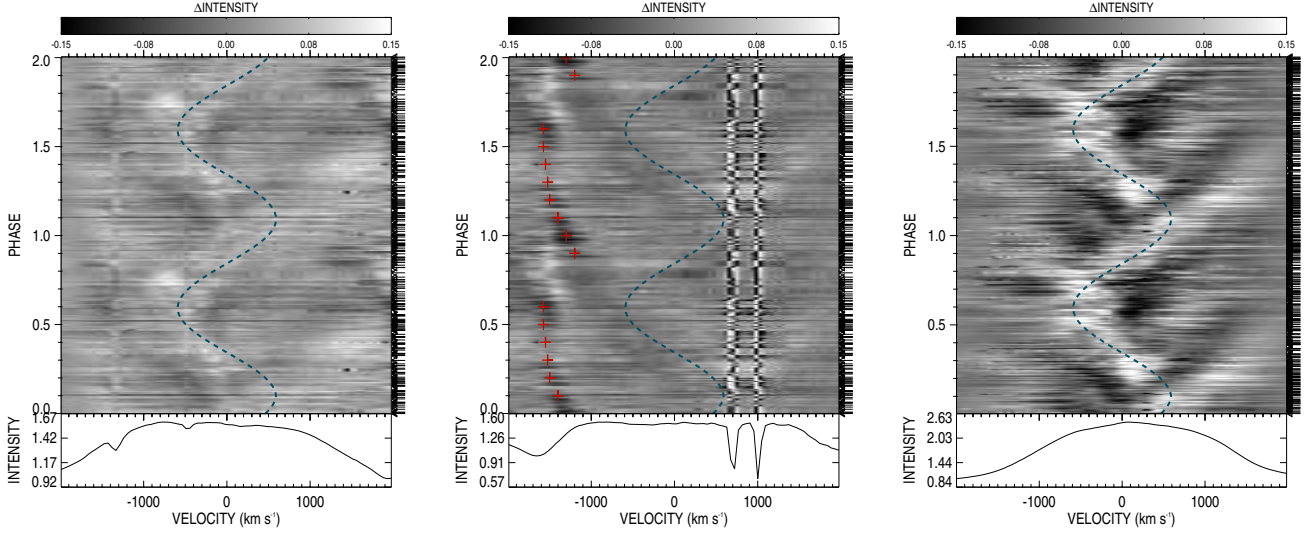 ΔINTENSITY
-0.15 -0.08 0.00 0.08 0.15
2.0
1.5
PHASE
1.0
0.5
0.0
1.67
1.42
INTENSITY
1.17
0.92
-1000 0 1000
VELOCITY (km s⁻¹)
ΔINTENSITY
-0.15 -0.08 0.00 0.08 0.15
2.0
1.5
PHASE
1.0
0.5
0.0
1.60
1.26
INTENSITY
0.91
0.57
-1000 0 1000
VELOCITY (km s⁻¹)
ΔINTENSITY
-0.15 -0.08 0.00 0.08 0.15
2.0
1.5
PHASE
1.0
0.5
0.0
2.63
2.03
INTENSITY
1.44
0.84
-1000 0 1000
VELOCITY (km s⁻¹)